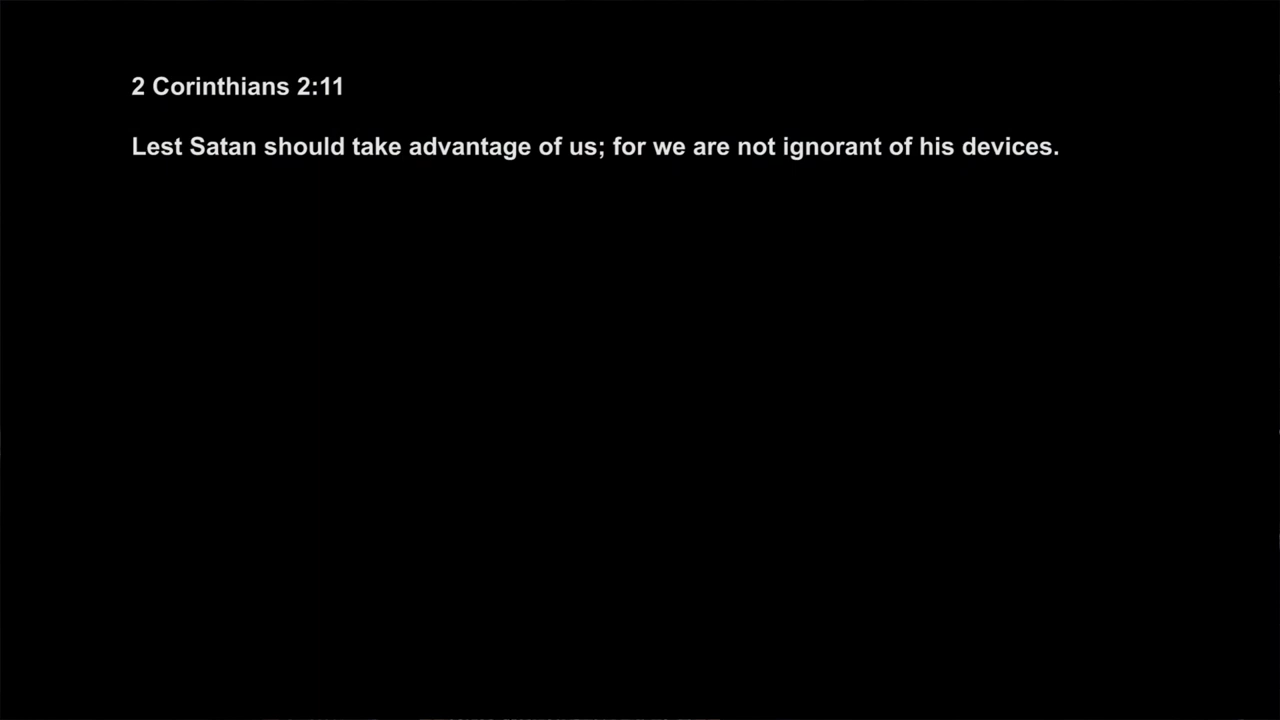 2 Corinthians 2:11
Lest Satan should take advantage of us; for we are not ignorant of his devices.